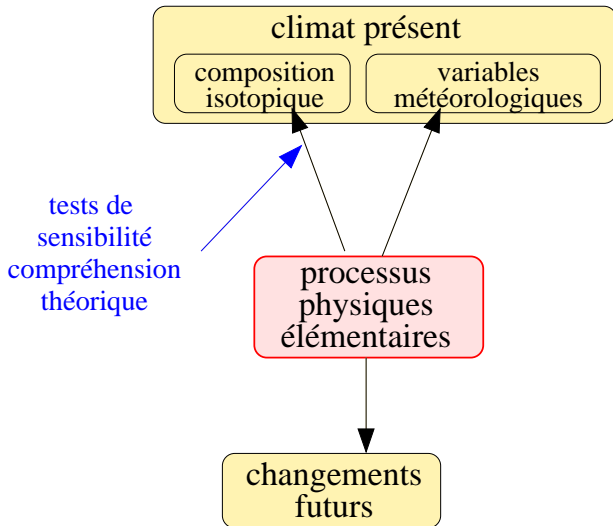 climat présent
composition
isotopique
variables
météorologiques
tests de
sensibilité
compréhension
théorique
processus
physiques
élémentaires
changements
futurs